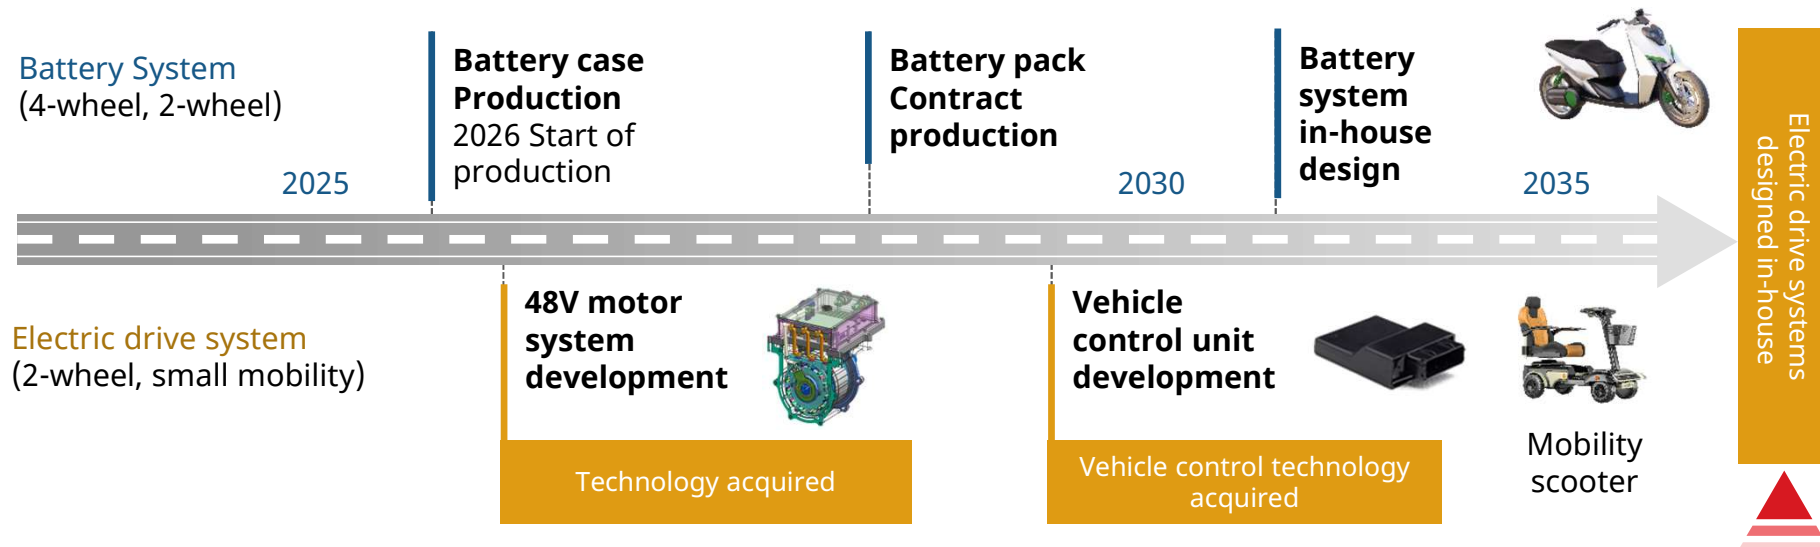 Battery System
(4-wheel, 2-wheel)
Battery case
Production
2026 Start of
production
Battery pack
Contract
production
Battery
system
in-house
design
2025
2030
2035
Electric drive systems
designed in-house
Electric drive system
(2-wheel, small mobility)
48V motor
system
development
Technology acquired
Vehicle
control unit
development
Vehicle control technology
acquired
Mobility
scooter